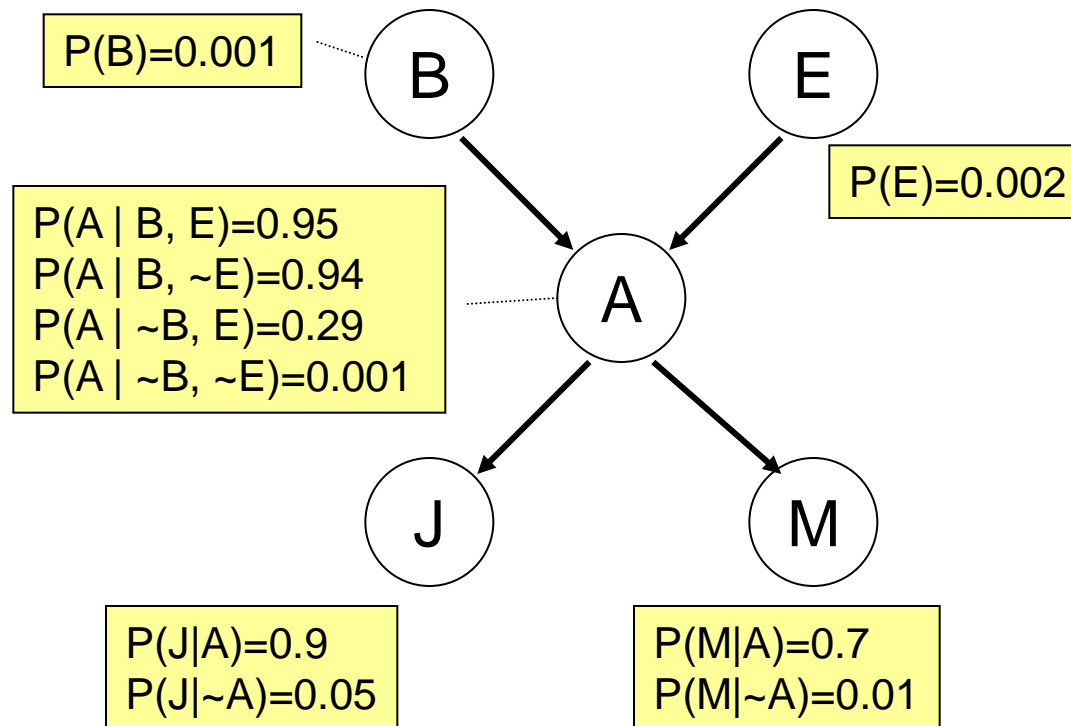 P(B)=0.001
B
E
P(E)=0.002
P(A | B, E)=0.95
P(A | B, ~E)=0.94
P(A | ~B, E)=0.29
P(A | ~B, ~E)=0.001
A
J
M
P(J|A)=0.9
P(J|~A)=0.05
P(M|A)=0.7
P(M|~A)=0.01